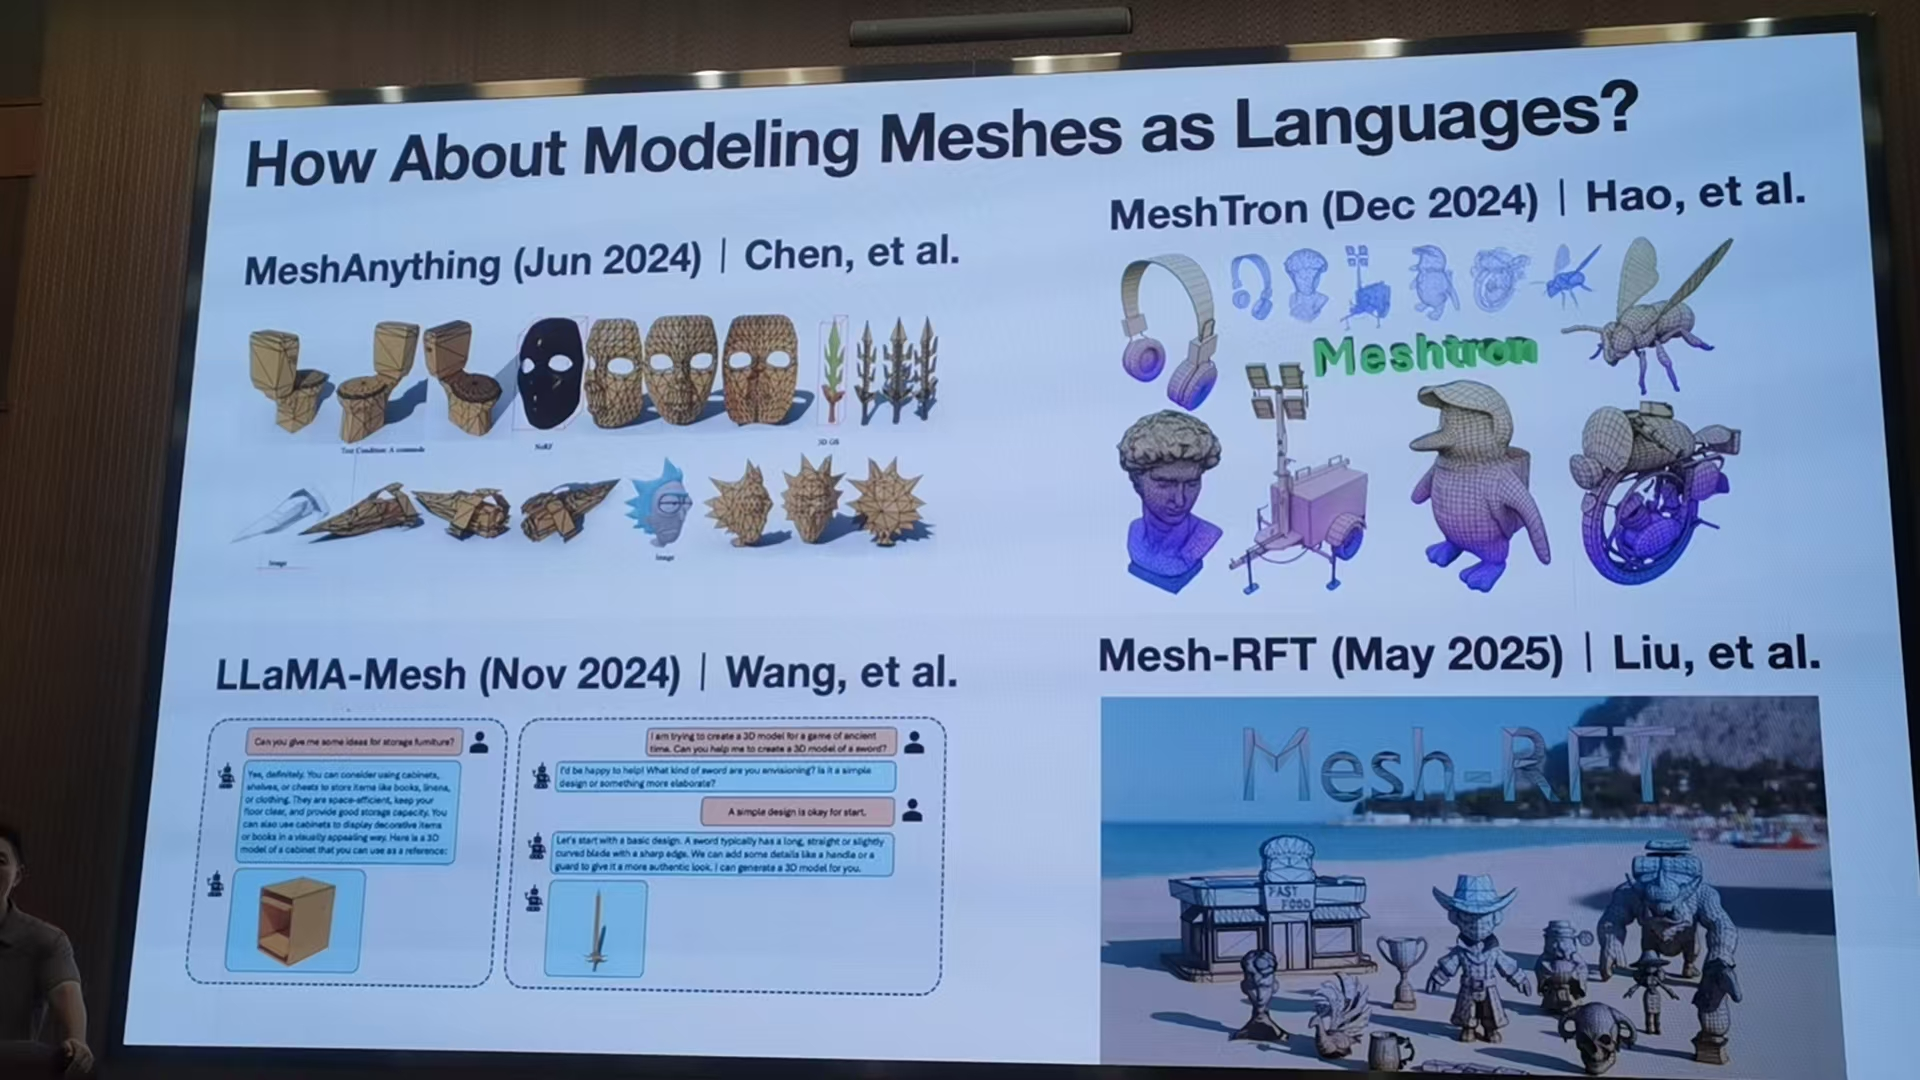 How About Modeling Meshes as Languages?
MeshAnything (Jun 2024) | Chen, et al.
Text Condition: A commode
NeRF
3D GS
Image
Image
MeshTron (Dec 2024) | Hao, et al.
Meshtron
LLaMA-Mesh (Nov 2024) | Wang, et al.
Can you give me some ideas for storage furniture?
Yes, definitely. You can consider using cabinets,
shelves, or chests to store items like books, linens,
or clothing. They are space-efficient, keep your
floor clear, and provide good storage capacity. You
can also use cabinets to display decorative items
or books in a visually appealing way. Here is a 3D
model of a cabinet that you can use as a reference:
I am trying to create a 3D model for a game of ancient
time. Can you help me to create a 3D model of a sword?
I'd be happy to help! What kind of sword are you envisioning? Is it a simple
design or something more elaborate?
A simple design is okay for start.
Let's start with a basic design. A sword typically has a long, straight or slightly
curved blade with a sharp edge. We can add some details like a handle or a
guard to give it a more authentic look. I can generate a 3D model for you.
Mesh-RFT (May 2025) | Liu, et al.
Mesh-RFT
FAST
FOOD